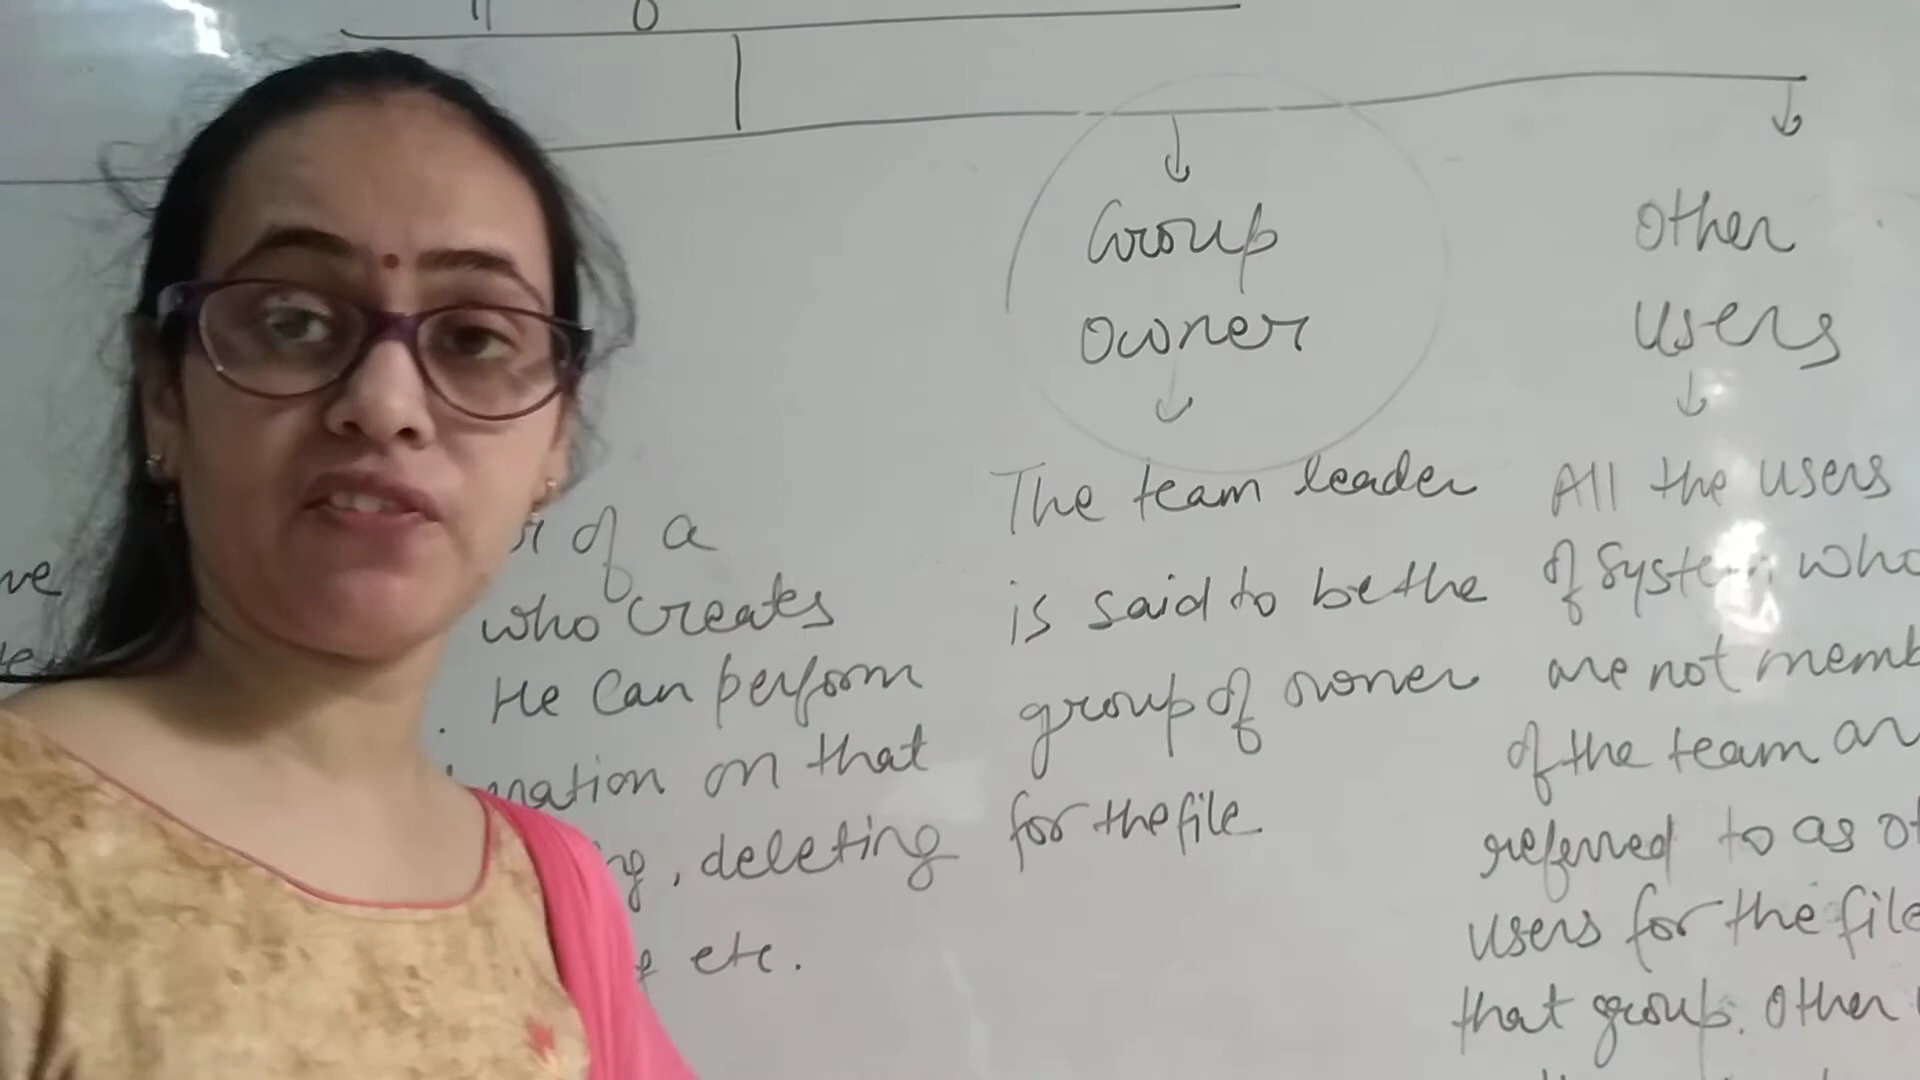 Group
Owner
Other
Users
of a
who creates
He can perform
on that
, deleting
etc.
The team leader
is said to be the
group of owner
for the file
All the users
of System who
are not
of the team
referred to as
users for the file
that group. Other